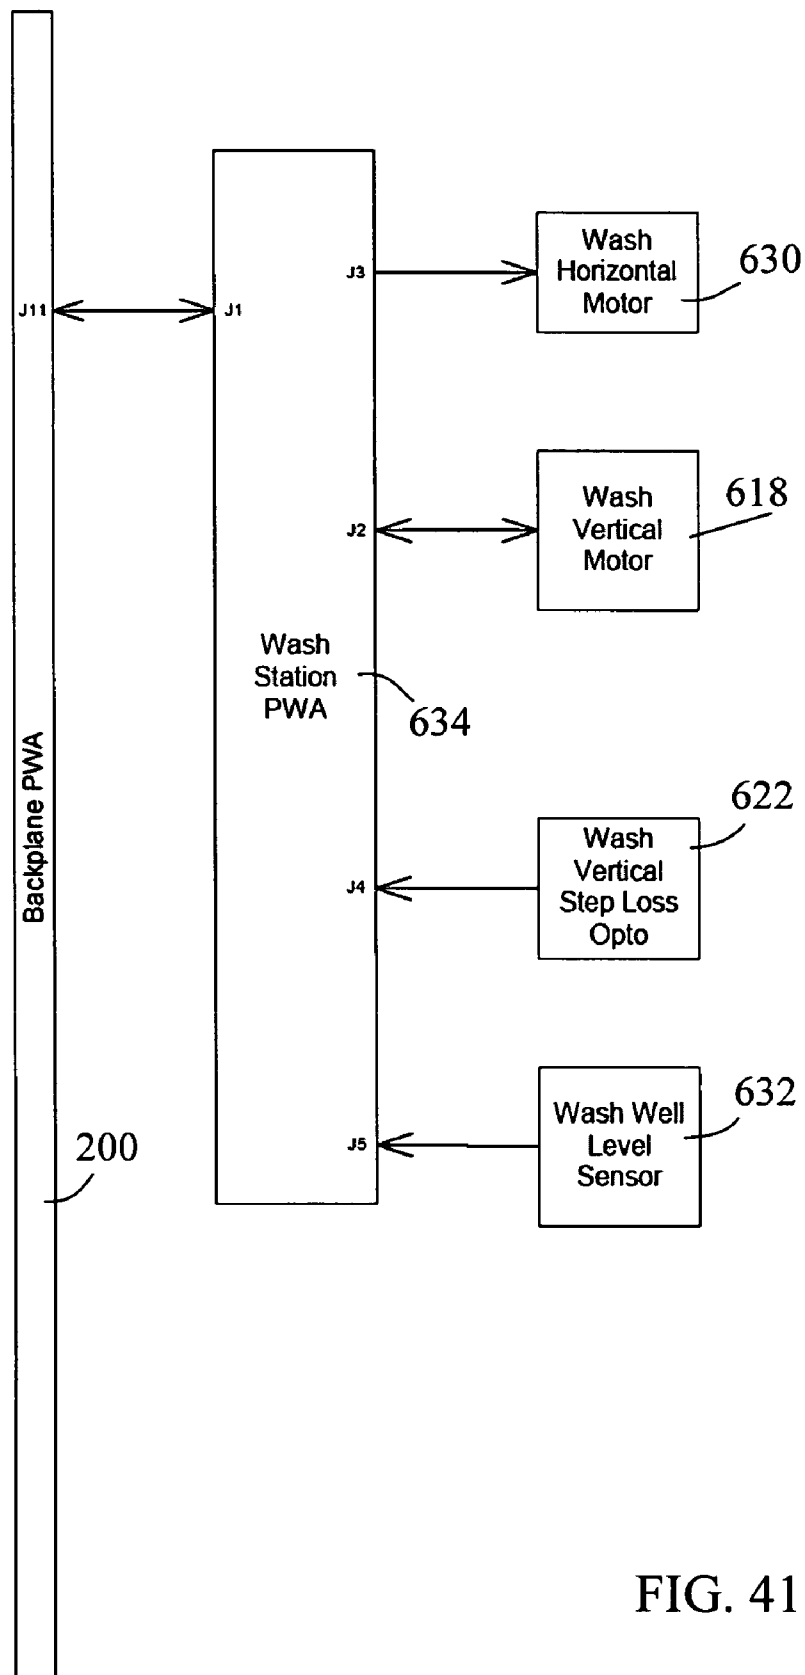 Wash
Horizontal
Motor
630
J3
J11
J1
Wash
Vertical
Motor
618
J2
Wash
Station
PWA
634
Backplane PWA
622
Wash
Vertical
Step Loss
Opto
J4
632
Wash Well
Level
Sensor
J5
200
FIG. 41